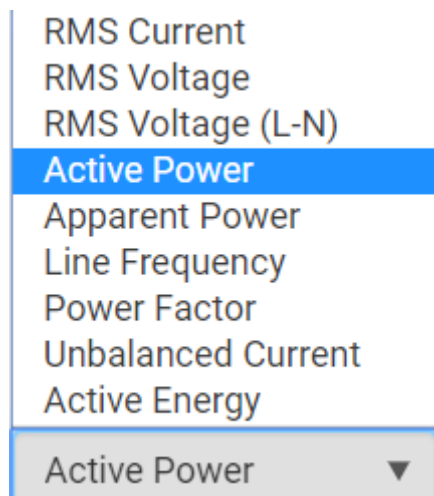 RMS Current
RMS Voltage
RMS Voltage (L-N)
Active Power
Apparent Power
Line Frequency
Power Factor
Unbalanced Current
Active Energy
Active Power